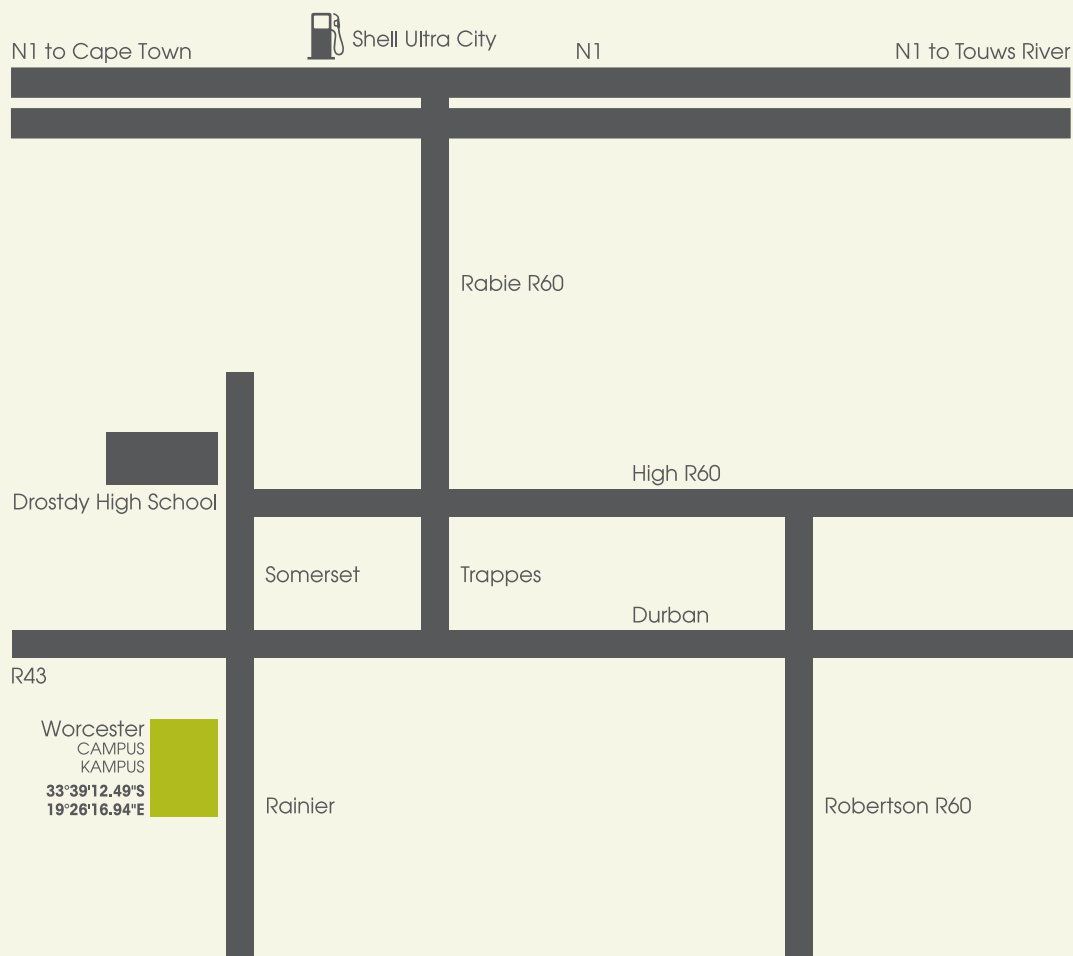 Shell Ultra City
N1 to Cape Town
N1
N1 to Touws River
Rabie R60
High R60
Drostdy High School
Somerset
Trappes
Durban
R43
Worcester
CAMPUS
KAMPUS
33°39'12.49"S
19°26'16.94"E
Rainier
Robertson R60